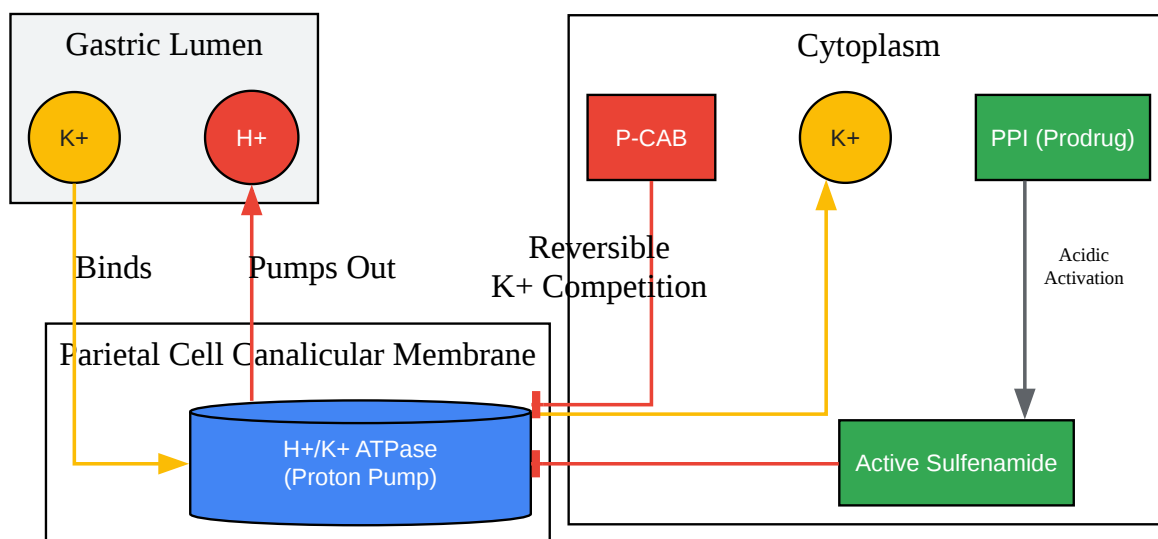 Gastric Lumen
Cytoplasm
K+
H+
P-CAB
K+
PPI (Prodrug)
Binds
Pumps Out
Reversible
K+ Competition
Acidic
Activation
Parietal Cell Canalicular Membrane
H+/K+ ATPase
(Proton Pump)
Active Sulfenamide